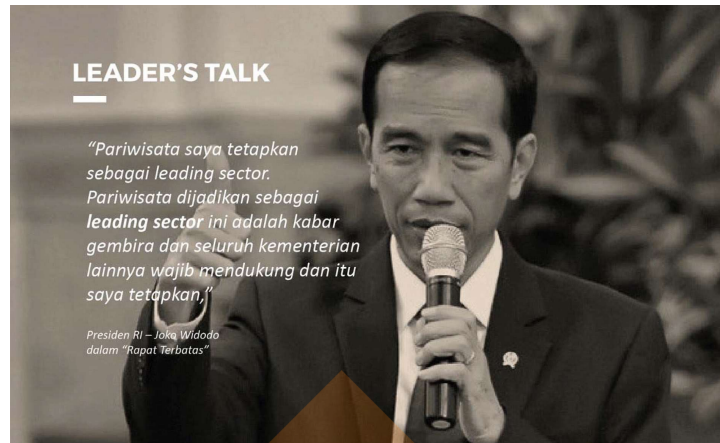 LEADER’S TALK
“Pariwisata saya tetapkan
sebagai leading sector.
Pariwisata dijadikan sebagai
leading sector ini adalah kabar
gembira dan seluruh kementerian
lainnya wajib mendukung dan itu
saya tetapkan,”
Presiden RI – Joko Widodo
dalam “Rapat Terbatas”